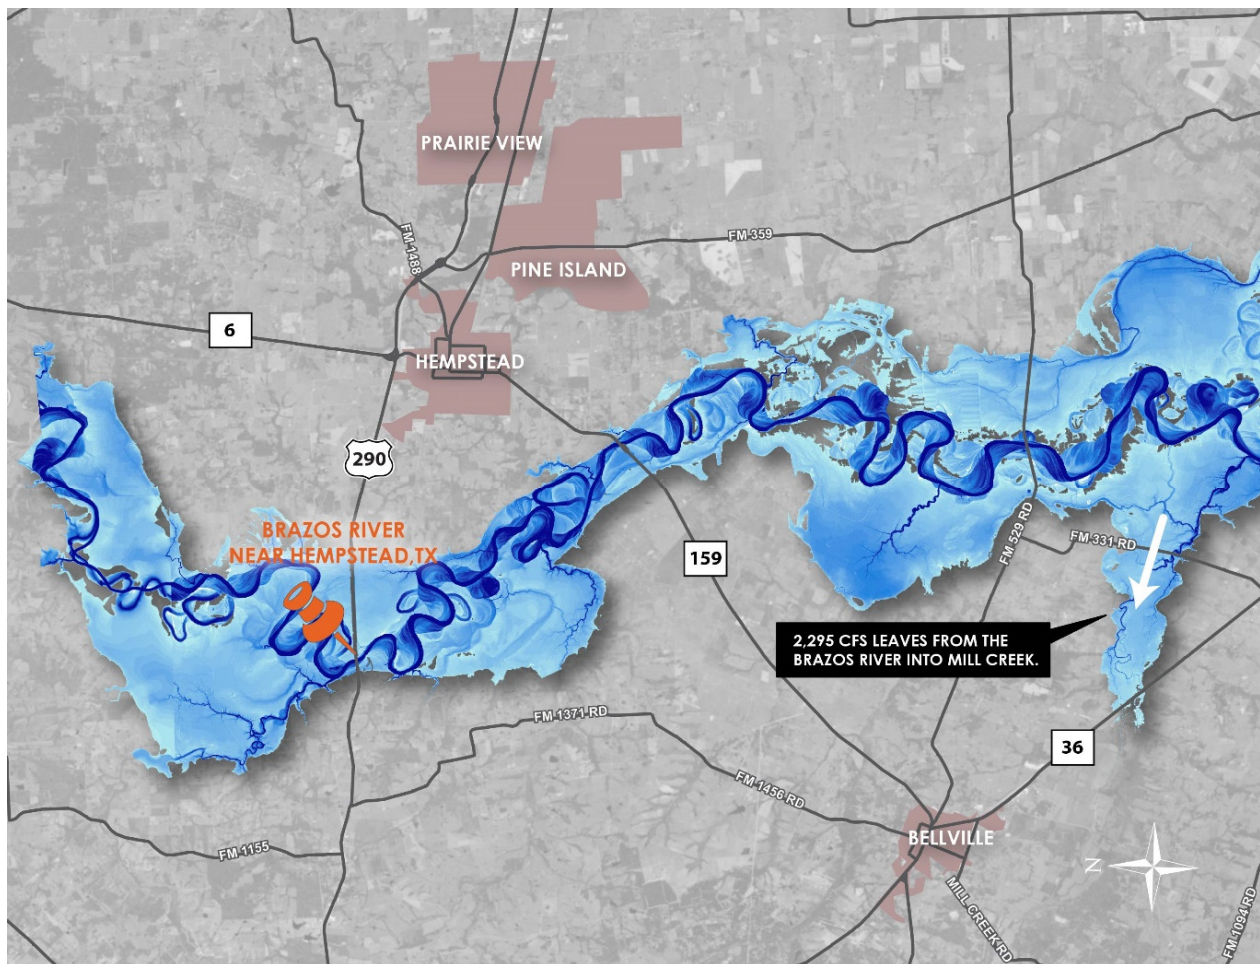 PRAIRIE VIEW
FM 1488
FM 359
PINE ISLAND
6
HEMPSTEAD
290
BRAZOS RIVER
NEAR HEMPSTEAD,TX
159
FM 529 RD
FM 331 RD
2,295 CFS LEAVES FROM THE
BRAZOS RIVER INTO MILL CREEK.
FM 1371 RD
36
FM 1456 RD
BELLVILLE
FM 1155
N
MILL CREEK RD
FM 1094 RD